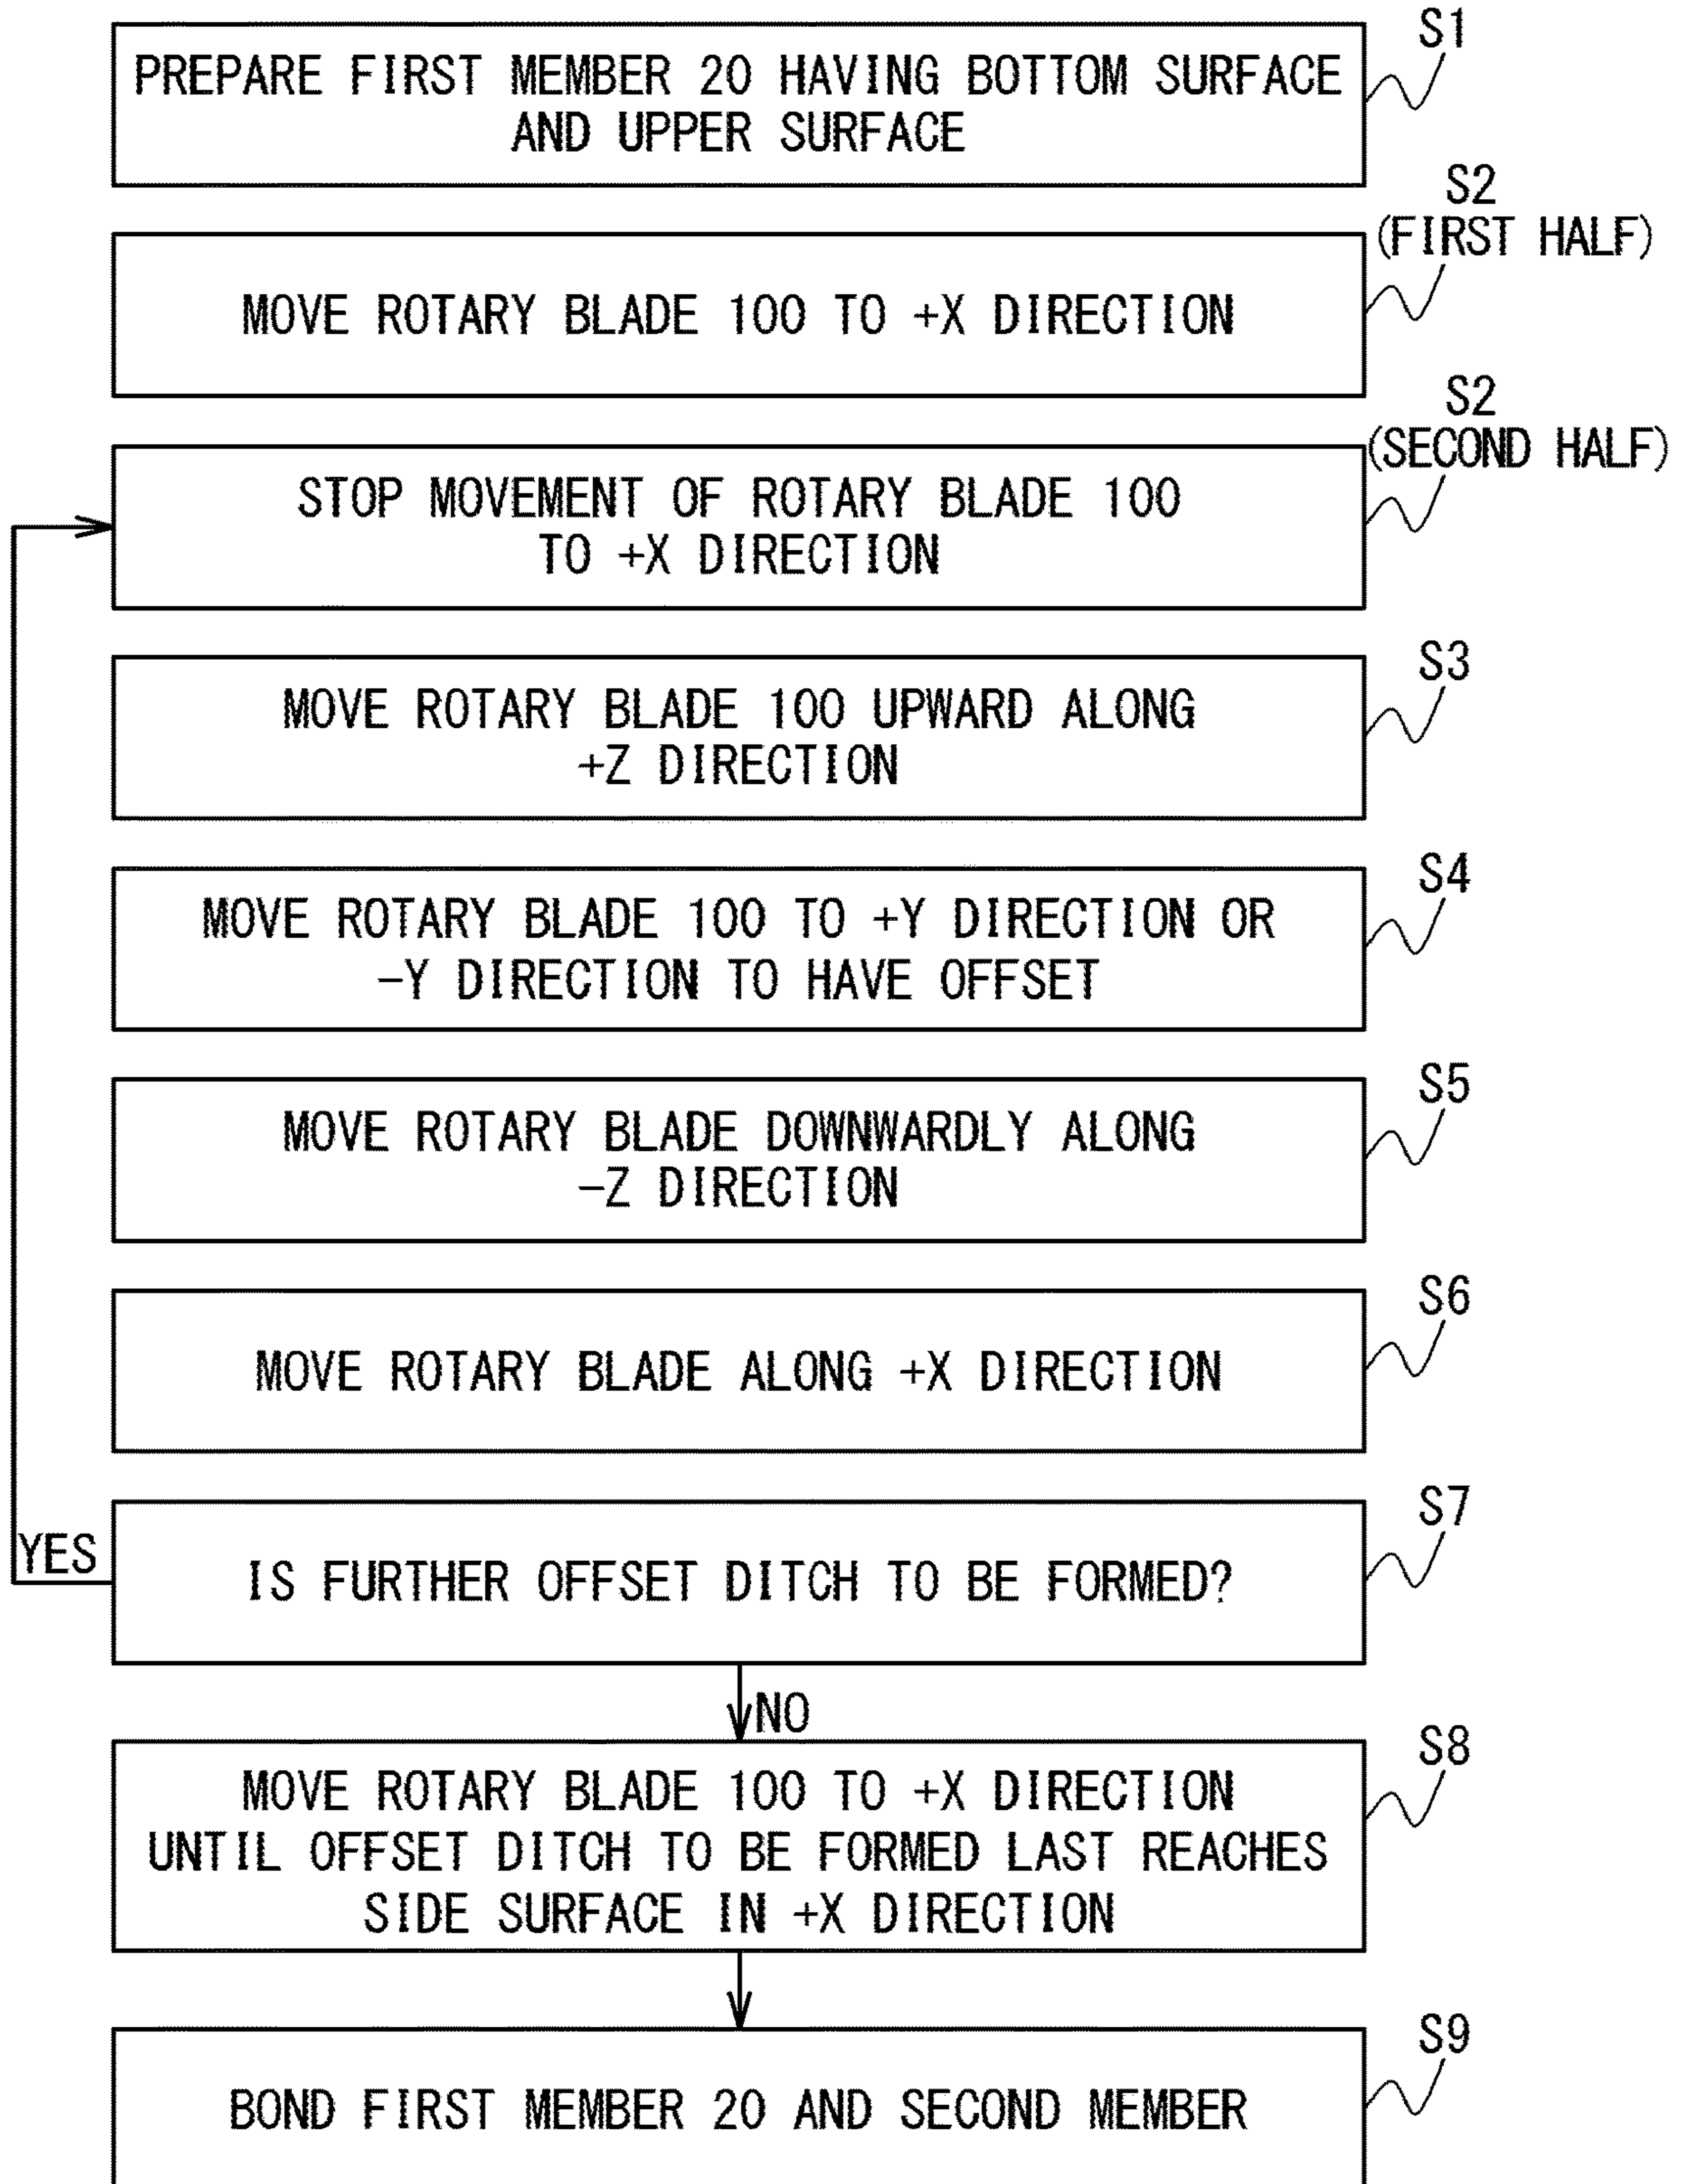 S1
PREPARE FIRST MEMBER 20 HAVING BOTTOM SURFACE
AND UPPER SURFACE
S2
(FIRST HALF)
MOVE ROTARY BLADE 100 TO +X DIRECTION
S2
(SECOND HALF)
STOP MOVEMENT OF ROTARY BLADE 100
TO +X DIRECTION
S3
MOVE ROTARY BLADE 100 UPWARD ALONG
+Z DIRECTION
S4
MOVE ROTARY BLADE 100 TO +Y DIRECTION OR
-Y DIRECTION TO HAVE OFFSET
S5
MOVE ROTARY BLADE DOWNWARDLY ALONG
-Z DIRECTION
S6
MOVE ROTARY BLADE ALONG +X DIRECTION
S7
YES
IS FURTHER OFFSET DITCH TO BE FORMED?
NO
S8
MOVE ROTARY BLADE 100 TO +X DIRECTION
UNTIL OFFSET DITCH TO BE FORMED LAST REACHES
SIDE SURFACE IN +X DIRECTION
S9
BOND FIRST MEMBER 20 AND SECOND MEMBER